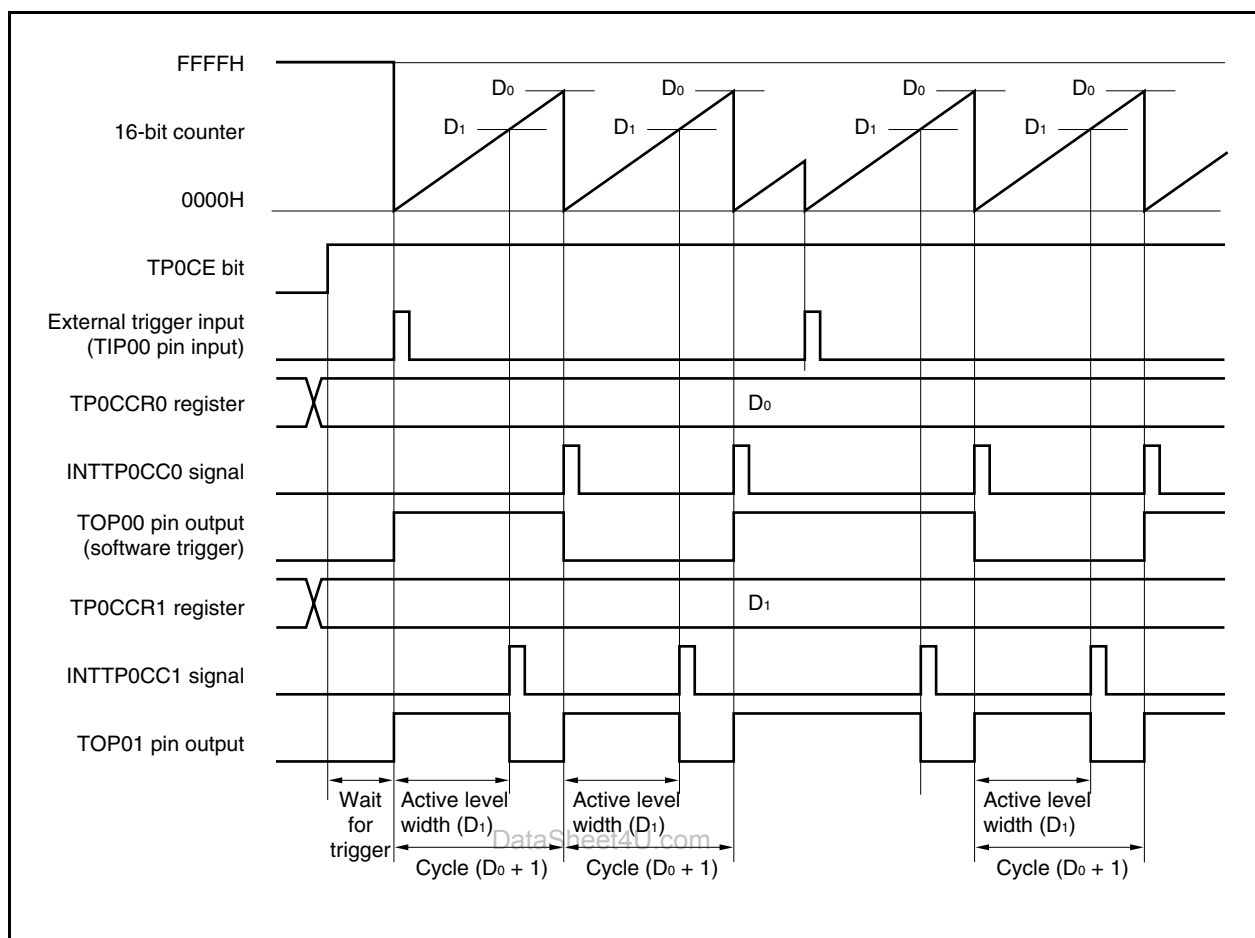 FFFFH
D0 D0 D0 D0
16-bit counter D1 D1 D1 D1
0000H
TP0CE bit
External trigger input
(TIP00 pin input)
TP0CCR0 register D0
INTTP0CC0 signal
TOP00 pin output
(software trigger)
TP0CCR1 register D1
INTTP0CC1 signal
TOP01 pin output
Wait
for
trigger
Active level
width (D1)
Active level
width (D1)
Active level
width (D1)
DataSheet4U.com
Cycle (D0 + 1) Cycle (D0 + 1) Cycle (D0 + 1)